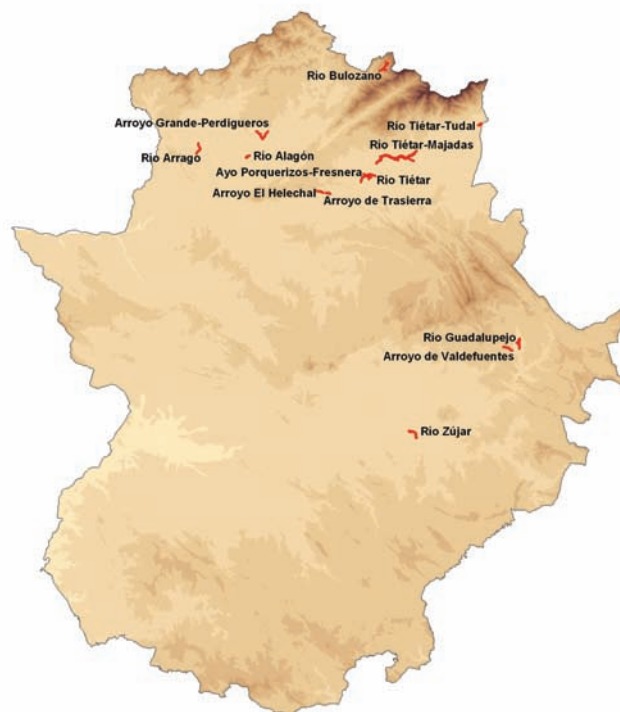 Río Bulozano
Arroyo Grande-Perdigueros
Río Tiétar-Tudal
Río Tiétar-Majadas
Río Arrago
Río Alagón
Ayo Porquerizos-Fresnera
Río Tiétar
Arroyo El Helechal
Arroyo de Trasierra
Río Guadalupejo
Arroyo de Valdefuentes
Río Zújar